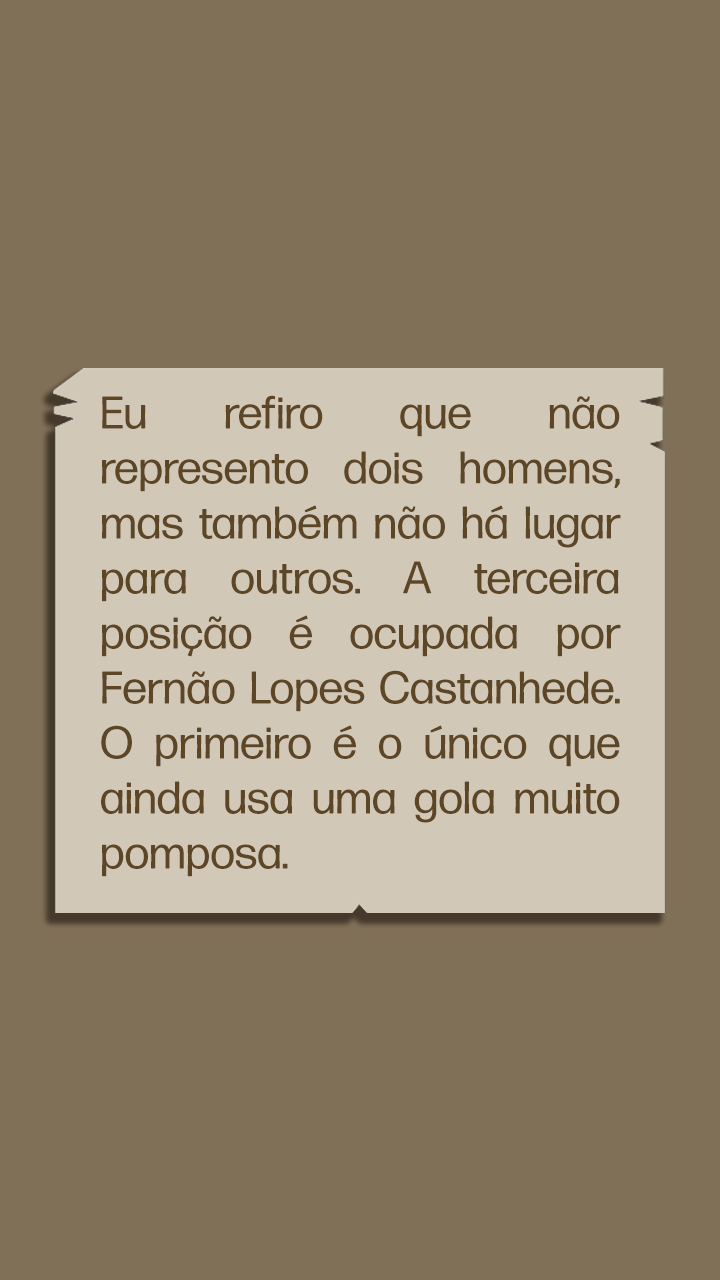 Eu refiro que não
represento dois homens,
mas também não há lugar
para outros. A terceira
posição é ocupada por
Fernão Lopes Castanhede.
O primeiro é o único que
ainda usa uma gola muito
pomposa.